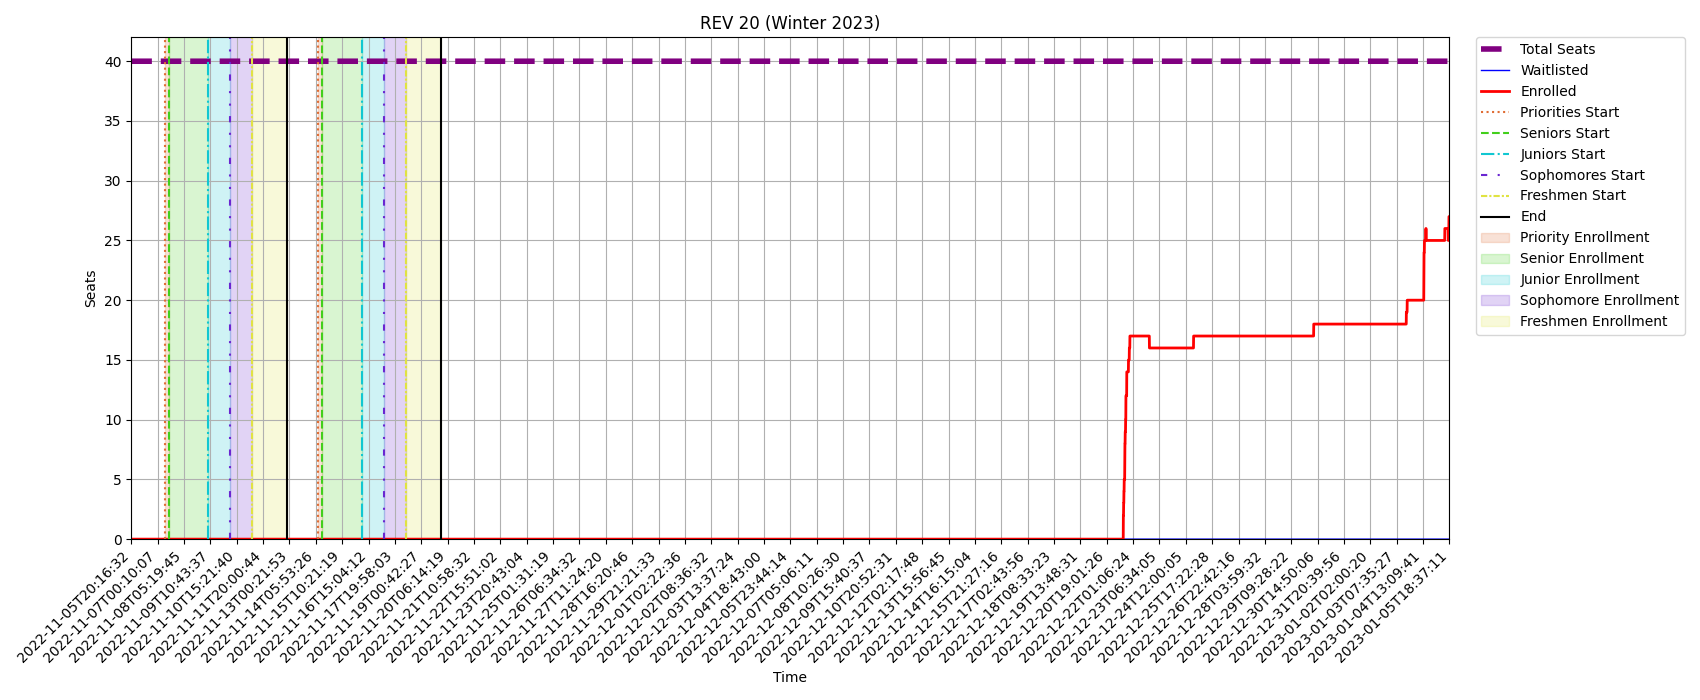 REV 20 (Winter 2023)
40
35
30
25
20
15
10
5
0
Seats
2022-11-05T20:16:32
2022-11-07T00:10:07
2022-11-08T05:19:45
2022-11-09T10:43:37
2022-11-10T15:21:40
2022-11-11T20:00:44
2022-11-13T00:21:53
2022-11-14T05:53:26
2022-11-15T10:21:19
2022-11-16T15:04:12
2022-11-17T19:58:03
2022-11-19T00:42:27
2022-11-20T06:14:19
2022-11-21T10:58:32
2022-11-22T15:51:02
2022-11-23T20:43:04
2022-11-25T01:31:19
2022-11-26T06:34:32
2022-11-27T11:24:20
2022-11-28T16:20:46
2022-11-29T21:21:33
2022-12-01T02:22:36
2022-12-02T08:36:32
2022-12-03T13:37:24
2022-12-04T18:43:00
2022-12-05T23:44:14
2022-12-07T05:06:11
2022-12-08T10:26:30
2022-12-09T15:40:37
2022-12-10T20:52:31
2022-12-12T02:17:48
2022-12-13T15:56:45
2022-12-14T16:15:04
2022-12-15T21:27:16
2022-12-17T02:43:56
2022-12-18T08:33:23
2022-12-19T13:48:31
2022-12-20T19:01:26
2022-12-22T01:06:24
2022-12-23T06:34:05
2022-12-24T12:00:05
2022-12-25T17:22:28
2022-12-26T22:42:16
2022-12-28T03:59:32
2022-12-29T09:28:22
2022-12-30T14:50:06
2022-12-31T20:39:56
2023-01-02T02:00:20
2023-01-03T07:35:27
2023-01-04T13:09:41
2023-01-05T18:37:11
Time
Total Seats
Waitlisted
Enrolled
Priorities Start
Seniors Start
Juniors Start
Sophomores Start
Freshmen Start
End
Priority Enrollment
Senior Enrollment
Junior Enrollment
Sophomore Enrollment
Freshmen Enrollment